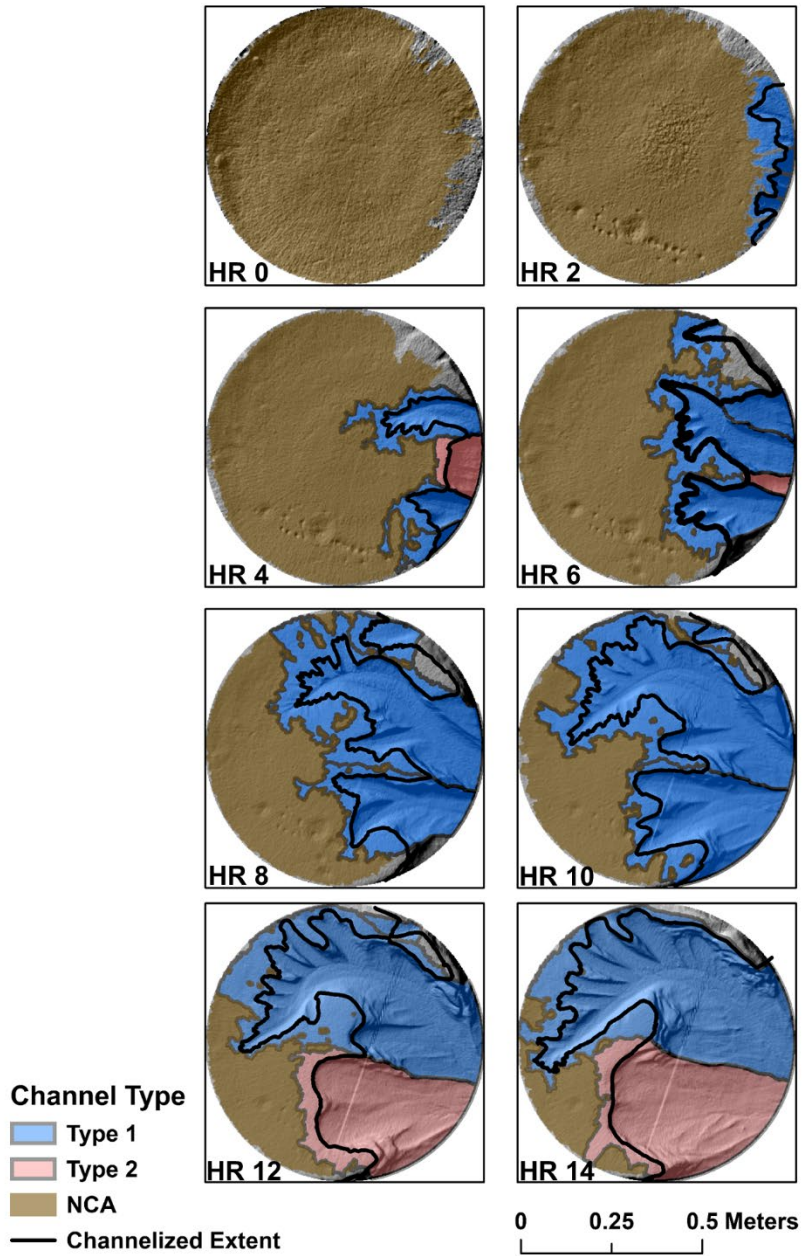 HR 0
HR 2
HR 4
HR 6
HR 8
HR 10
HR 12
HR 14
Channel Type
Type 1
Type 2
NCA
Channelized Extent
0 0.25 0.5 Meters